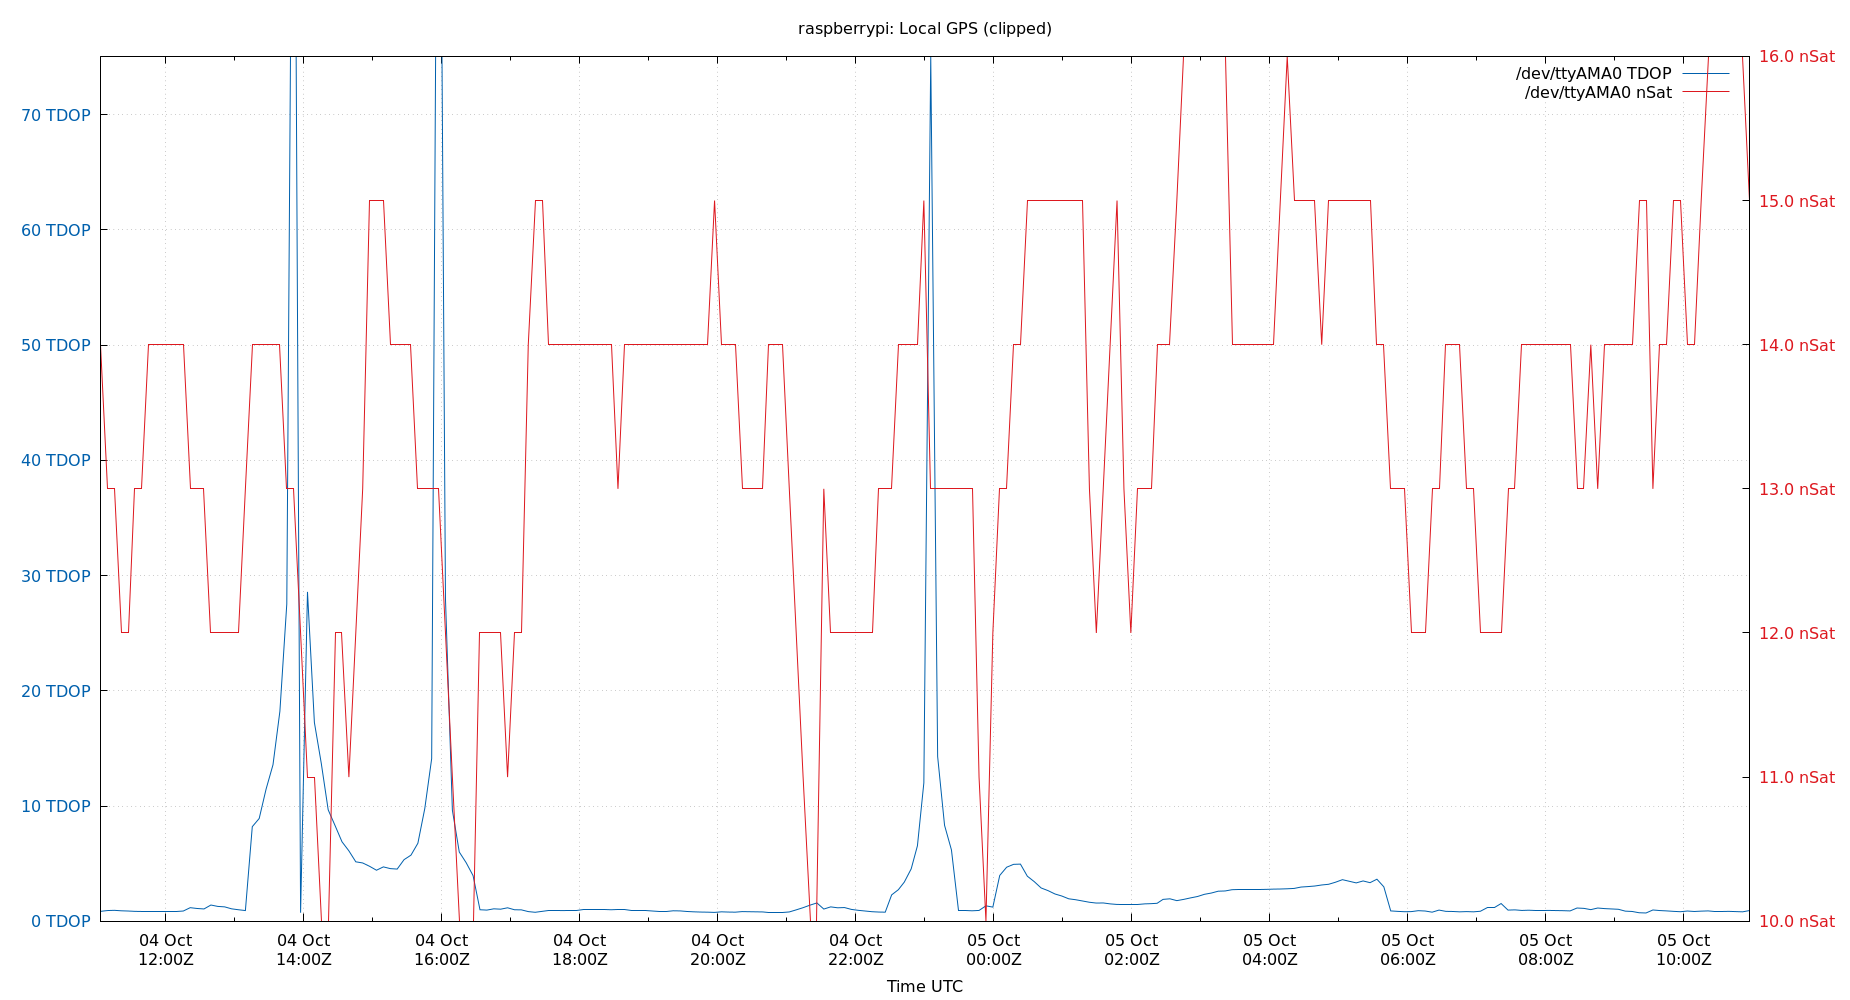 raspberrypi: Local GPS (clipped)
/dev/ttyAMA0 TDOP
/dev/ttyAMA0 nSat
70 TDOP
60 TDOP
50 TDOP
40 TDOP
30 TDOP
20 TDOP
10 TDOP
0 TDOP
16.0 nSat
15.0 nSat
14.0 nSat
13.0 nSat
12.0 nSat
11.0 nSat
10.0 nSat
04 Oct
12:00Z
04 Oct
14:00Z
04 Oct
16:00Z
04 Oct
18:00Z
04 Oct
20:00Z
04 Oct
22:00Z
05 Oct
00:00Z
05 Oct
02:00Z
05 Oct
04:00Z
05 Oct
06:00Z
05 Oct
08:00Z
05 Oct
10:00Z
Time UTC